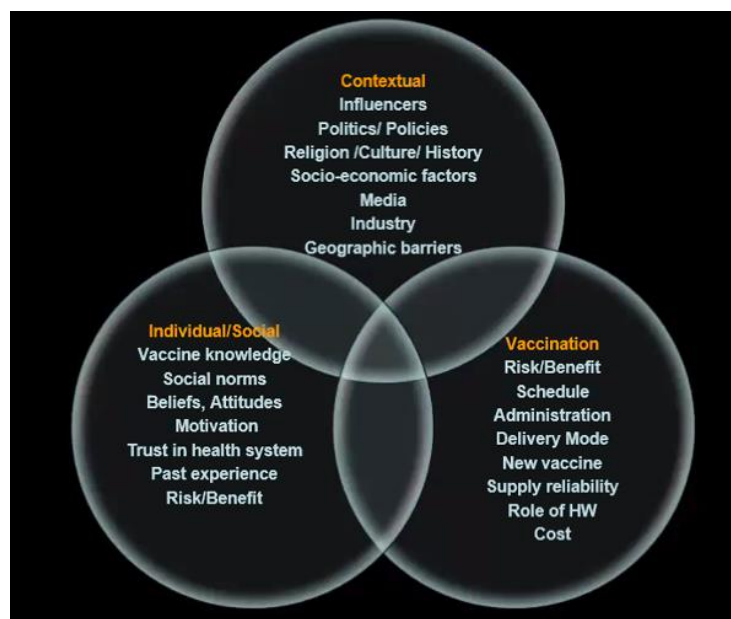 Contextual
Influencers
Politics/ Policies
Religion /Culture/ History
Socio-economic factors
Media
Industry
Geographic barriers
Individual/Social
Vaccine knowledge
Social norms
Beliefs, Attitudes
Motivation
Trust in health system
Past experience
Risk/Benefit
Vaccination
Risk/Benefit
Schedule
Administration
Delivery Mode
New vaccine
Supply reliability
Role of HW
Cost